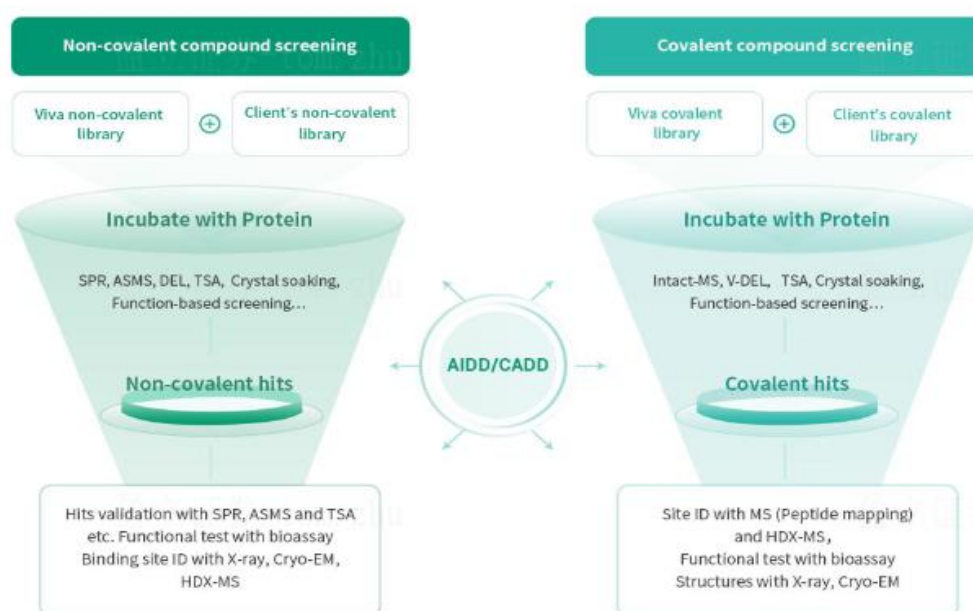 Non-covalent compound screening
Viva non-covalent
library
Client's non-covalent
library
Incubate with Protein
SPR, ASMS, DEL, TSA, Crystal soaking,
Function-based screening...
Non-covalent hits
Hits validation with SPR, ASMS and TSA
etc. Functional test with bioassay
Binding site ID with X-ray, Cryo-EM,
HDX-MS
AIDD/CADD
Covalent compound screening
Viva covalent
library
Client's covalent
library
Incubate with Protein
Intact-MS, V-DEL, TSA, Crystal soaking,
Function-based screening...
Covalent hits
Site ID with MS (Peptide mapping)
and HDX-MS，
Functional test with bioassay
Structures with X-ray, Cryo-EM